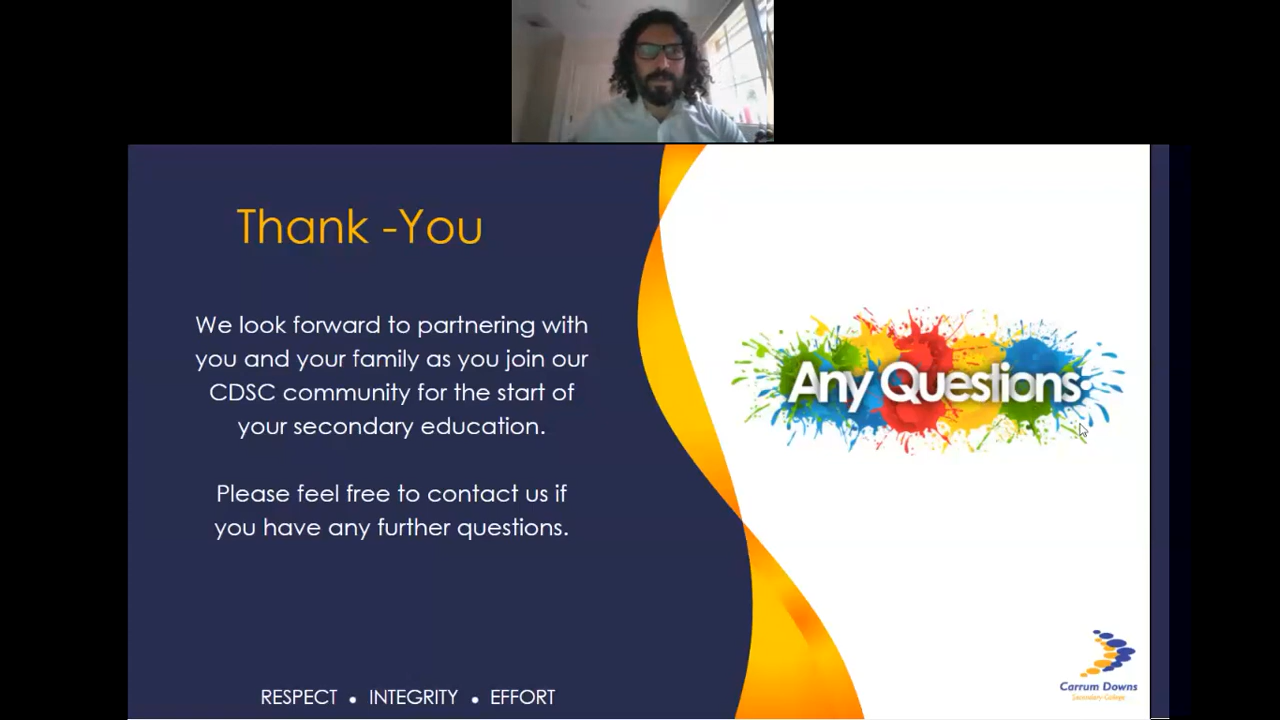 Thank -You
We look forward to partnering with
you and your family as you join our
CDSC community for the start of
your secondary education.
Please feel free to contact us if
you have any further questions.
RESPECT • INTEGRITY • EFFORT
Any Questions
Carrum Downs
Secondary College